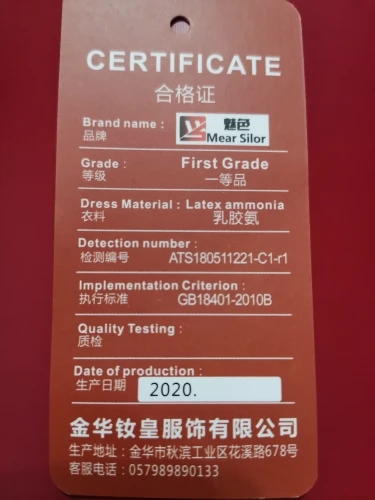 CERTIFICATE
合格证
Brand name :
品牌
魅色
Mear Silor
Grade :
等级
First Grade
一等品
Dress Material : Latex ammonia
衣料
乳胶氨
Detection number :
检测编号
ATS180511221-C1-r1
Implementation Criterion :
执行标准
GB18401-2010B
Quality Testing :
质检
Date of production :
生产日期
2020.
金华钕皇服饰有限公司
生产地址: 金华市秋滨工业区花溪路678号
客服电话: 057989890133